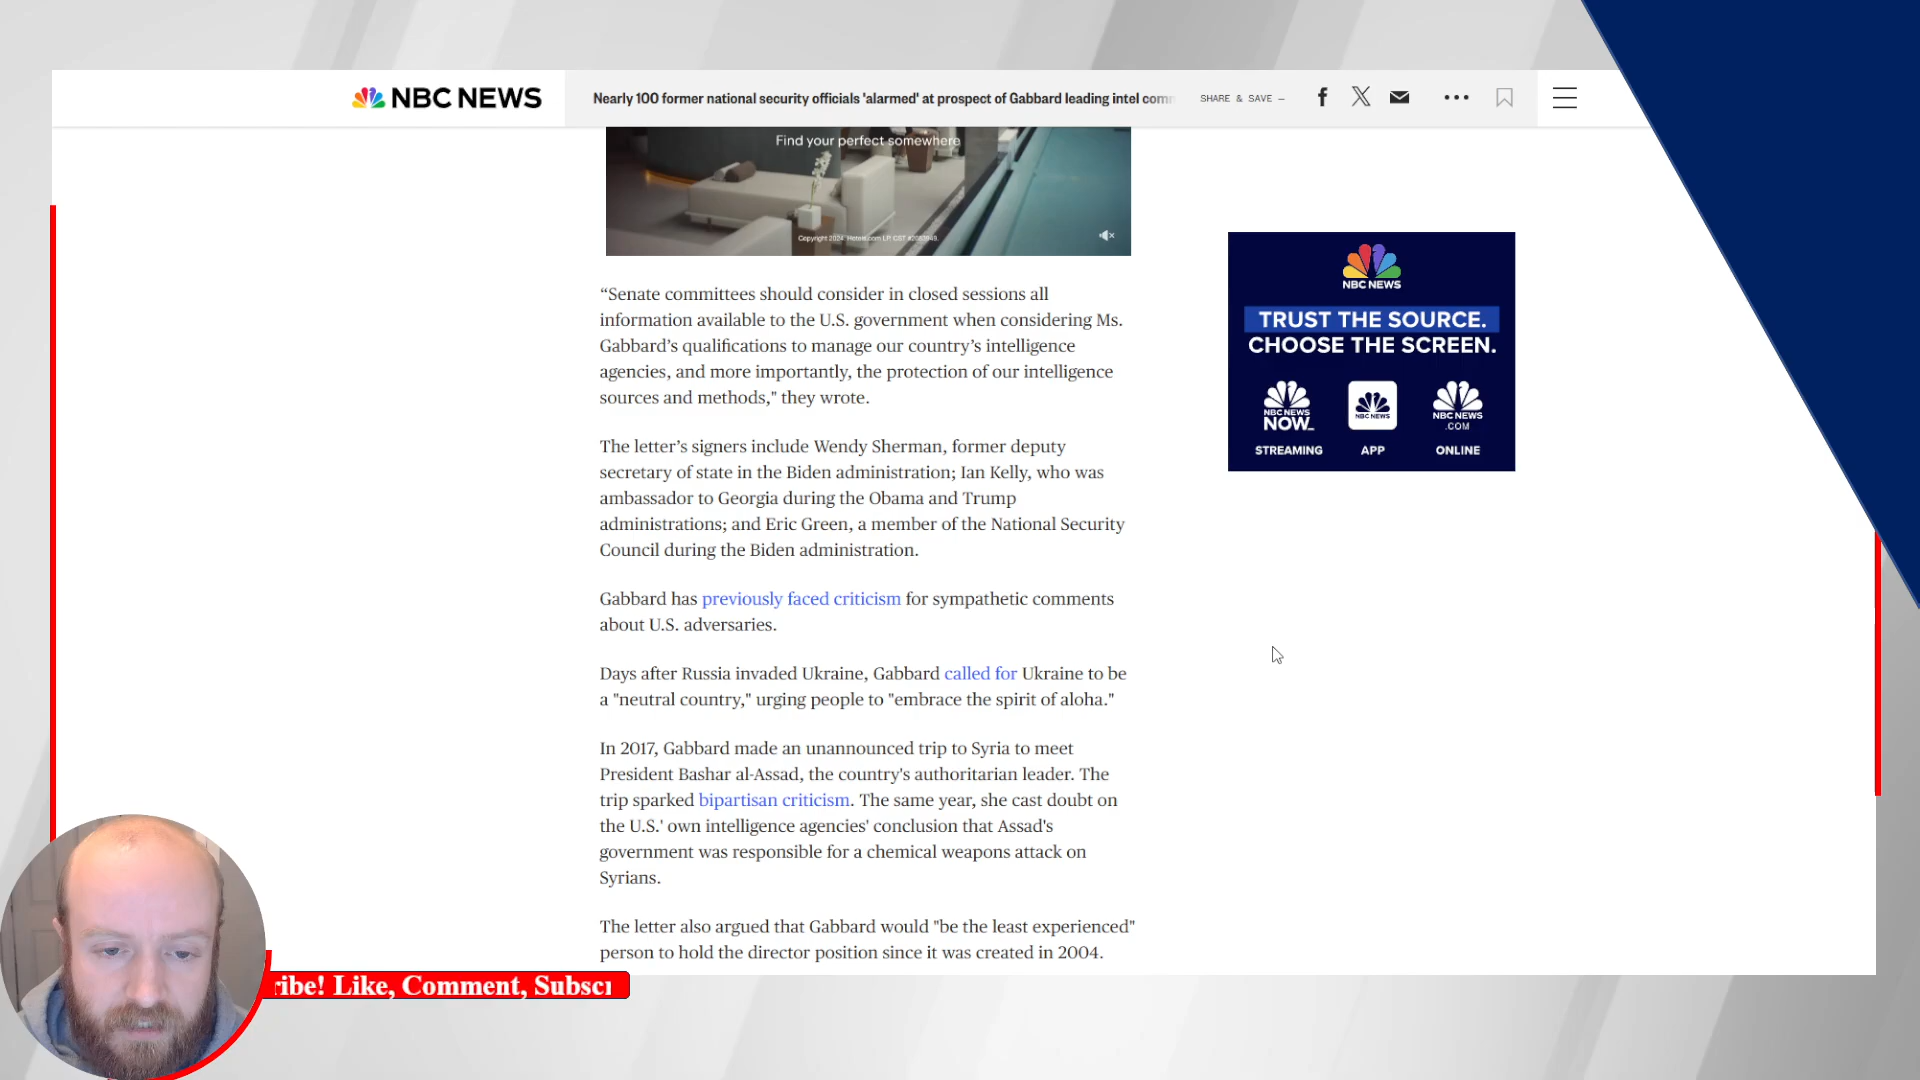 NBC NEWS
Nearly 100 former national security officials 'alarmed' at prospect of Gabbard leading intel com
SHARE & SAVE –
Find your perfect somewhere
“Senate committees should consider in closed sessions all
information available to the U.S. government when considering Ms.
Gabbard’s qualifications to manage our country’s intelligence
agencies, and more importantly, the protection of our intelligence
sources and methods," they wrote.
The letter’s signers include Wendy Sherman, former deputy
secretary of state in the Biden administration; Ian Kelly, who was
ambassador to Georgia during the Obama and Trump
administrations; and Eric Green, a member of the National Security
Council during the Biden administration.
Gabbard has previously faced criticism for sympathetic comments
about U.S. adversaries.
Days after Russia invaded Ukraine, Gabbard called for Ukraine to be
a "neutral country," urging people to "embrace the spirit of aloha."
In 2017, Gabbard made an unannounced trip to Syria to meet
President Bashar al-Assad, the country's authoritarian leader. The
trip sparked bipartisan criticism. The same year, she cast doubt on
the U.S.' own intelligence agencies' conclusion that Assad's
government was responsible for a chemical weapons attack on
Syrians.
The letter also argued that Gabbard would "be the least experienced"
person to hold the director position since it was created in 2004.
NBC NEWS
TRUST THE SOURCE.
CHOOSE THE SCREEN.
NBC NEWS
NOW
STREAMING
NBC NEWS
APP
NBC NEWS
.COM
ONLINE
ribe! Like, Comment, Subscr